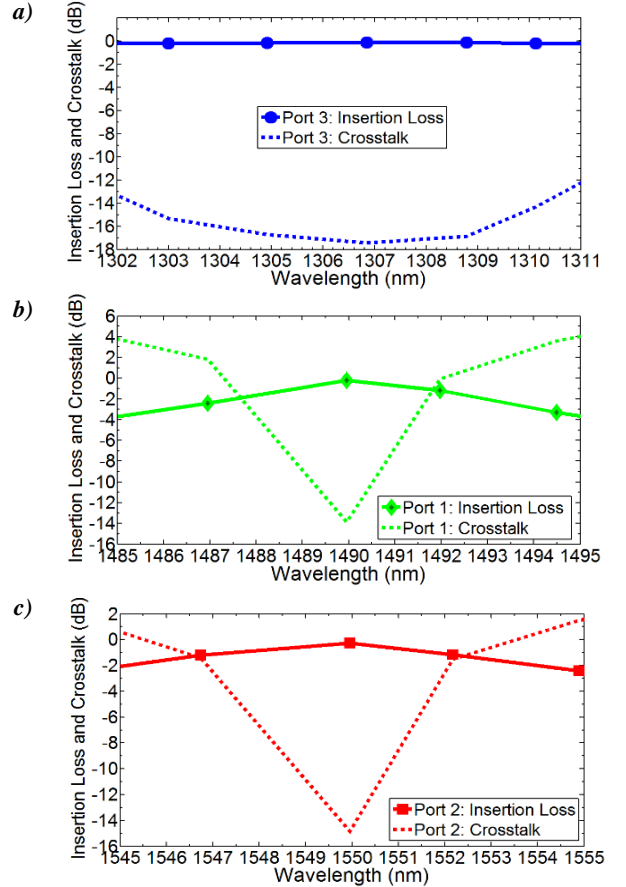 a)
Insertion Loss and Crosstalk (dB)
0
-2
-4
-6
-8
-10
-12
-14
-16
-18
Port 3: Insertion Loss
Port 3: Crosstalk
1302 1303 1304 1305 1306 1307 1308 1309 1310 1311
Wavelength (nm)
b)
Insertion Loss and Crosstalk (dB)
6
4
2
0
-2
-4
-6
-8
-10
-12
-14
-16
Port 1: Insertion Loss
Port 1: Crosstalk
1485 1486 1487 1488 1489 1490 1491 1492 1493 1494 1495
Wavelength (nm)
c)
Insertion Loss and Crosstalk (dB)
2
0
-2
-4
-6
-8
-10
-12
-14
-16
Port 2: Insertion Loss
Port 2: Crosstalk
1545 1546 1547 1548 1549 1550 1551 1552 1553 1554 1555
Wavelength (nm)